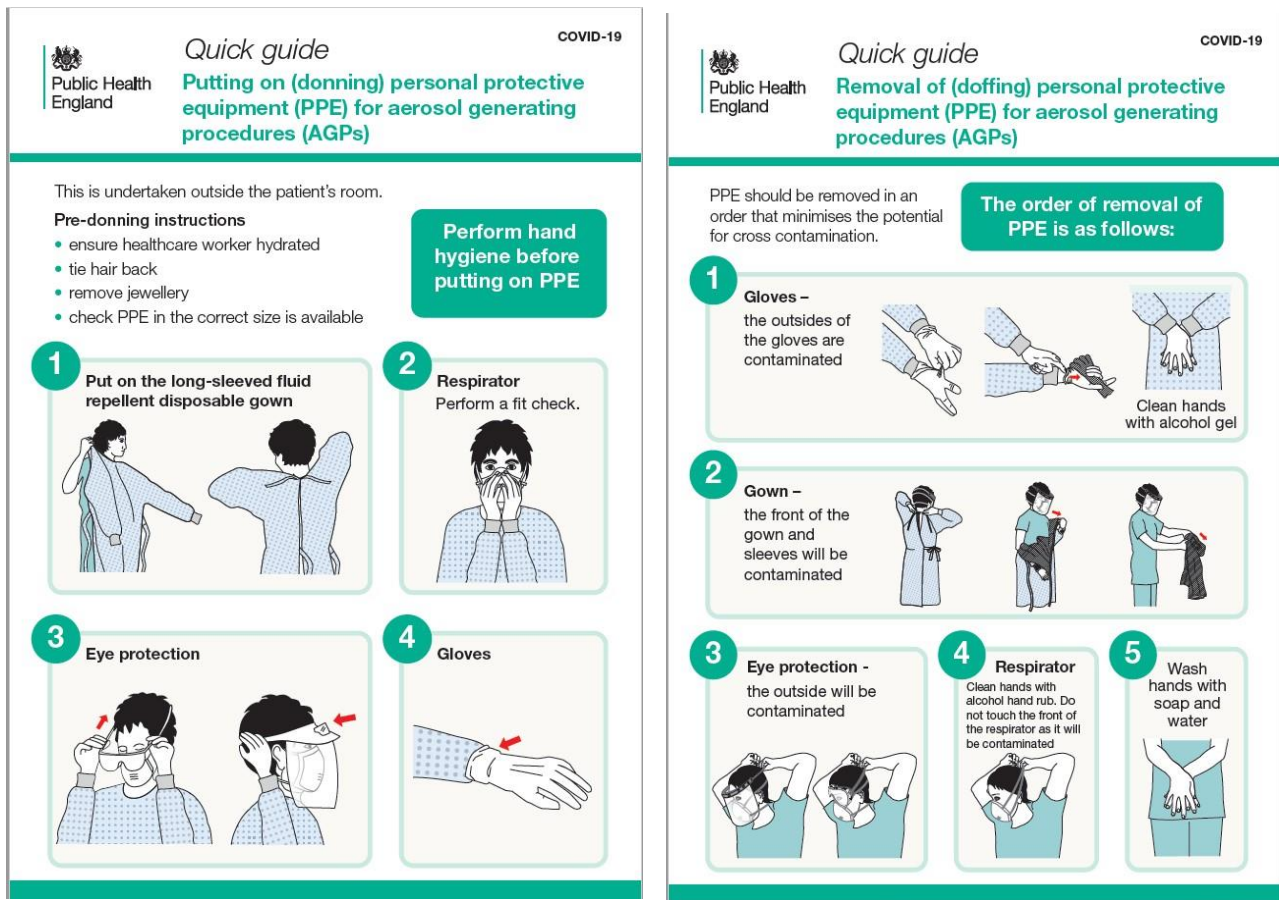 COVID-19
Public Health
England
Quick guide
Putting on (donning) personal protective
equipment (PPE) for aerosol generating
procedures (AGPs)
This is undertaken outside the patient's room.
Pre-donning instructions
• ensure healthcare worker hydrated
• tie hair back
• remove jewellery
• check PPE in the correct size is available
Perform hand
hygiene before
putting on PPE
1
Put on the long-sleeved fluid
repellent disposable gown
2
Respirator
Perform a fit check.
3
Eye protection
4
Gloves
COVID-19
Public Health
England
Quick guide
Removal of (doffing) personal protective
equipment (PPE) for aerosol generating
procedures (AGPs)
PPE should be removed in an
order that minimises the potential
for cross contamination.
The order of removal of
PPE is as follows:
1
Gloves –
the outsides of
the gloves are
contaminated
Clean hands
with alcohol gel
2
Gown –
the front of the
gown and
sleeves will be
contaminated
3
Eye protection -
the outside will be
contaminated
4
Respirator
Clean hands with
alcohol hand rub. Do
not touch the front of
the respirator as it will
be contaminated
5
Wash
hands with
soap and
water